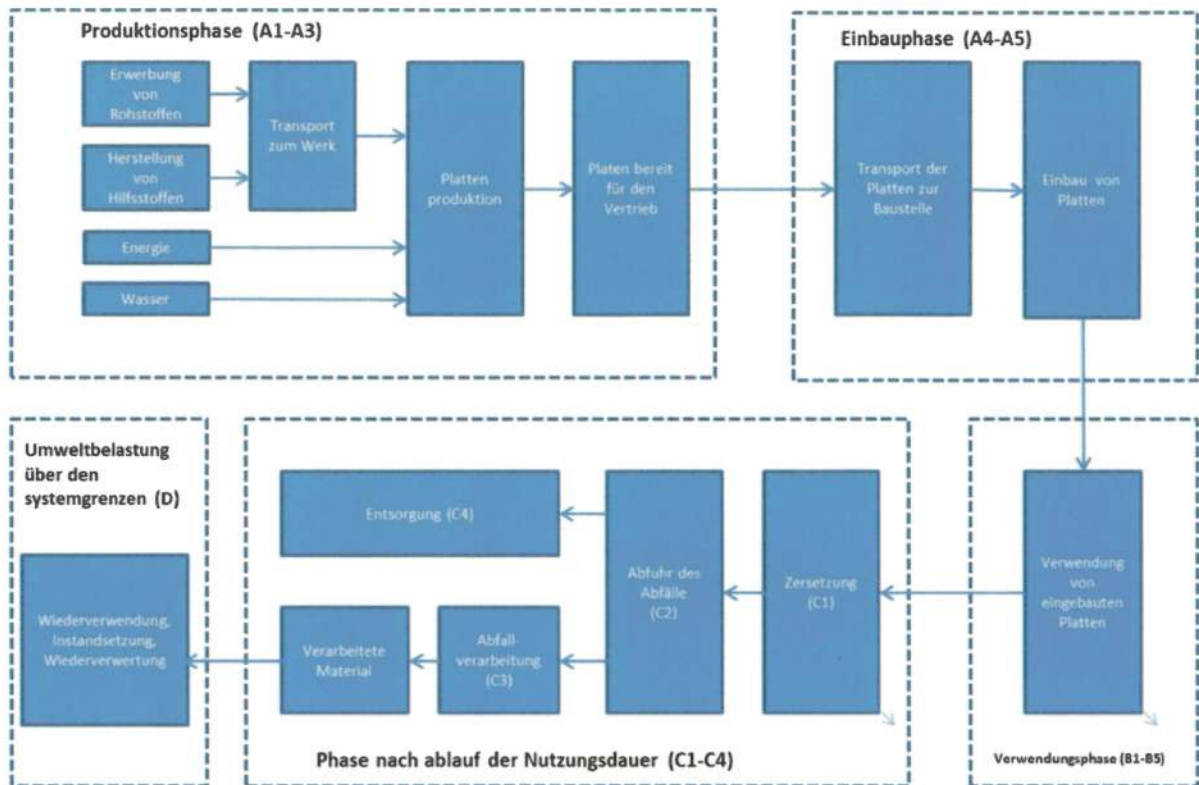 Produktionsphase (A1-A3)
Erwerbung
von
Rohstoffen
Herstellung
von
Hilfsstoffen
Energie
Wasser
Transport
zum Werk
Platten
produktion
Platen bereit
für den
Vertrieb
Einbauphase (A4-A5)
Transport der
Platten zur
Baustelle
Einbau von
Platten
Umweltbelastung
über den
systemgrenzen (D)
Wiederverwendung,
Instandsetzung,
Wiederverwertung
Entsorgung (C4)
Verarbeitete
Material
Abfall-
verarbeitung
(C3)
Abfuhr des
Abfälle
(C2)
Zersetzung
(C1)
Phase nach ablauf der Nutzungsdauer (C1-C4)
Verwendung
von
eingebauten
Platten
Verwendungsphase (B1-B5)